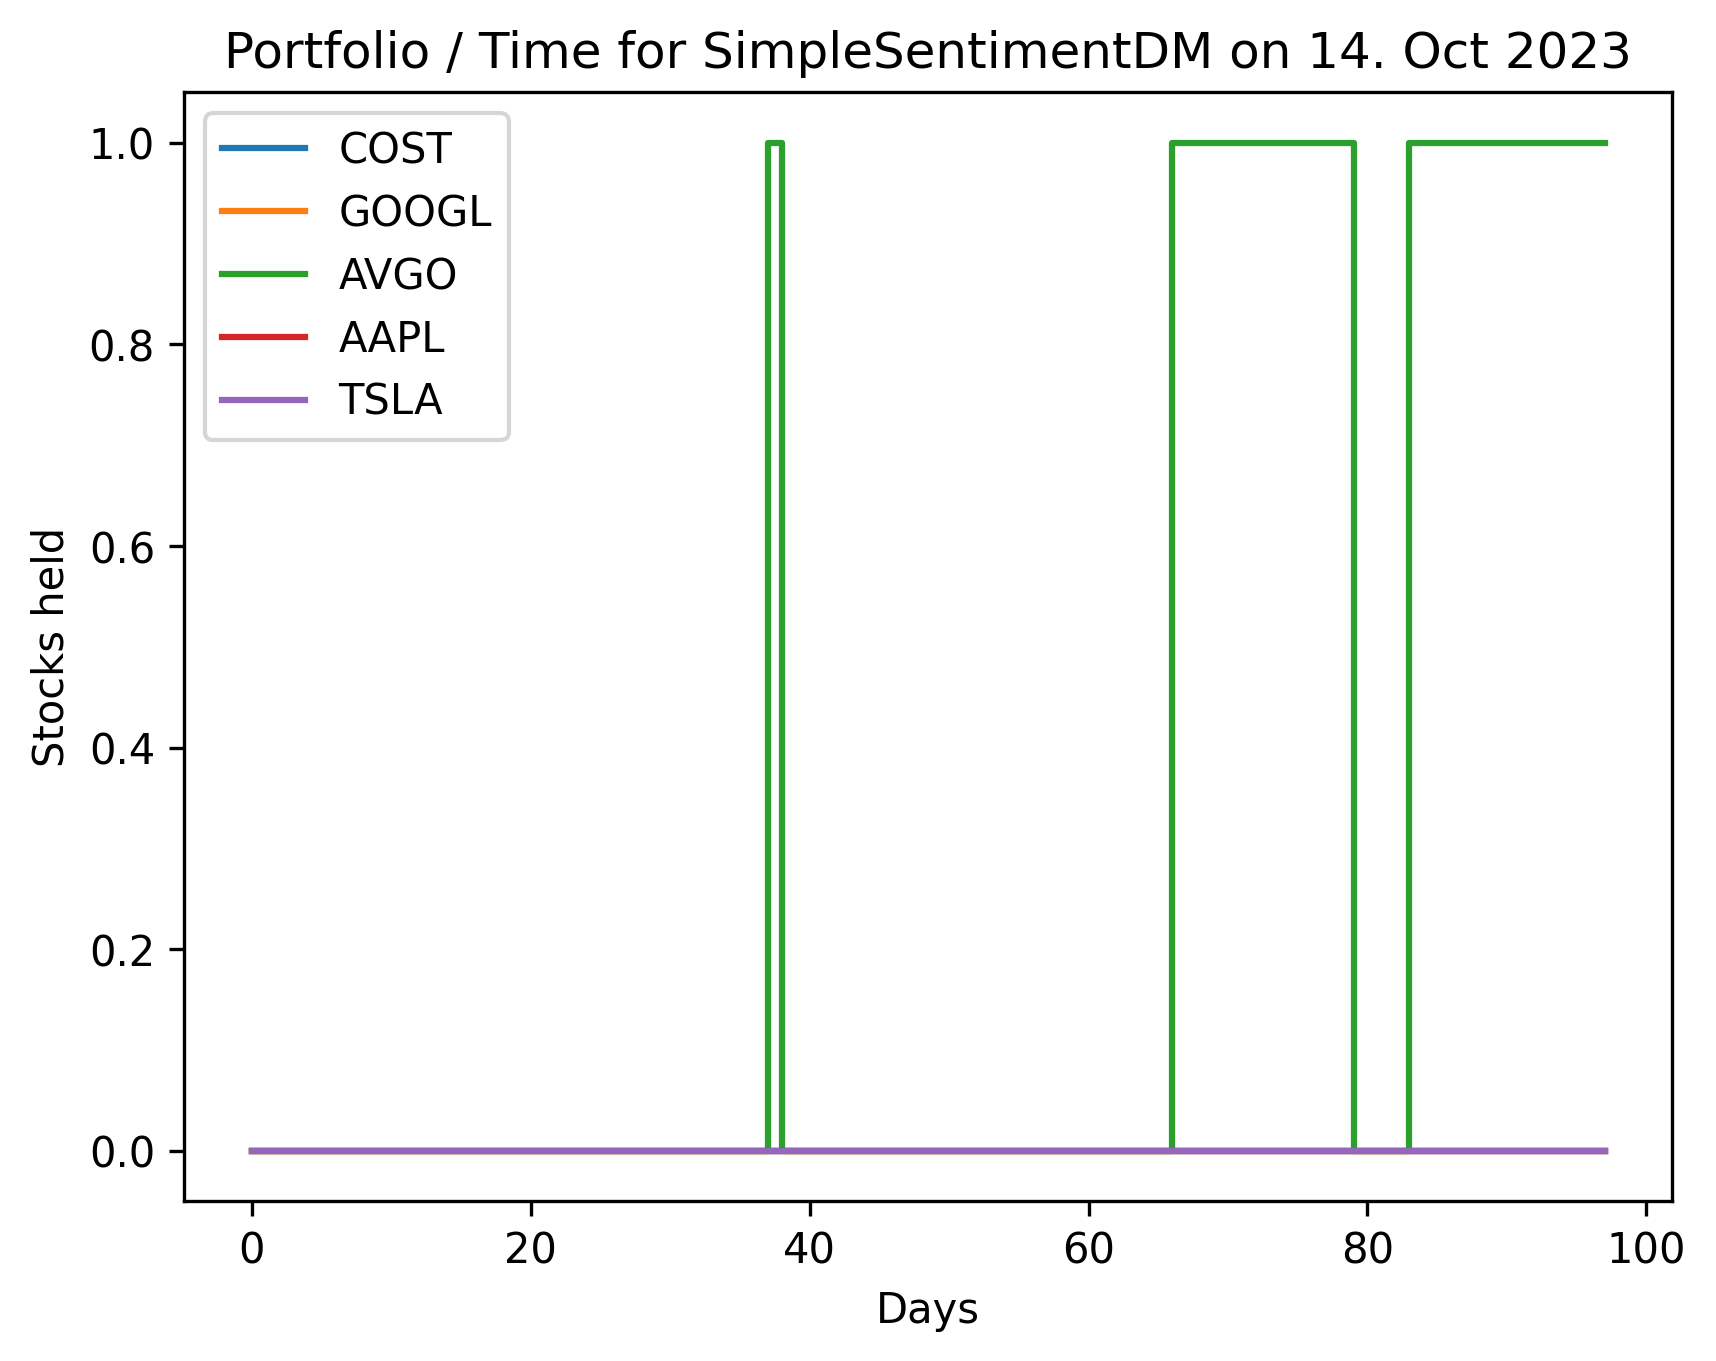 Portfolio / Time for SimpleSentimentDM on 14. Oct 2023
COST
GOOGL
AVGO
AAPL
TSLA
1.0
0.8
0.6
0.4
0.2
0.0
Stocks held
0 20 40 60 80 100
Days